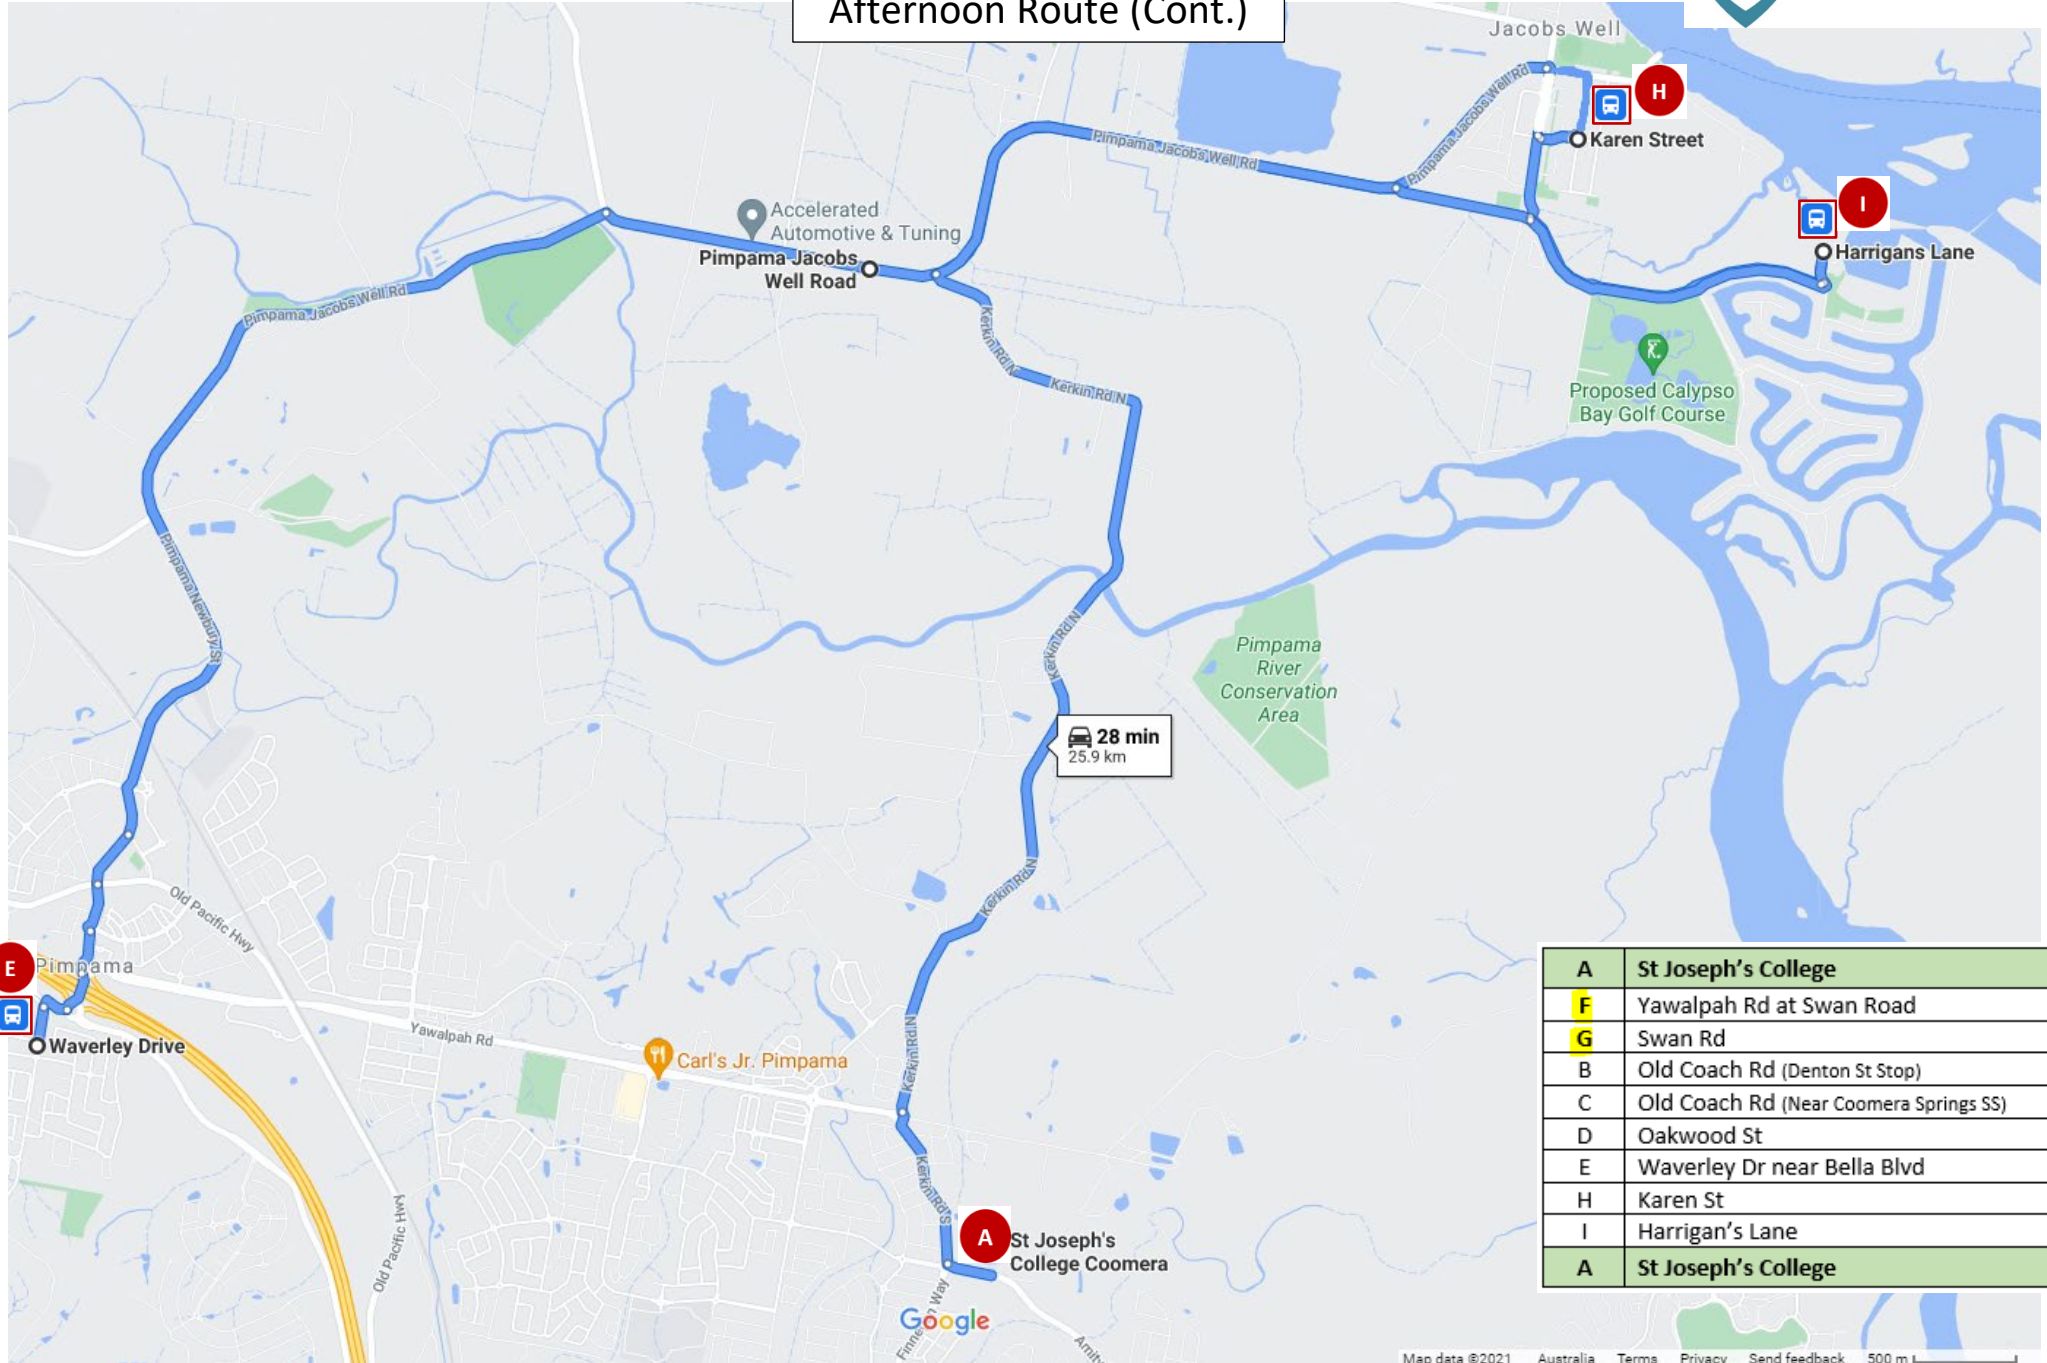 Afternoon Route (Cont.)
Jacobs Well
Pimpama Jacobs Well Rd
H
Karen Street
Pimpama Jacobs Well Rd
I
Harrigans Lane
Accelerated
Automotive & Tuning
Pimpama Jacobs
Well Road
Pimpama Jacobs Well Rd
Kerkin Rd N
Kerkin Rd N
Proposed Calypso
Bay Golf Course
Pimpama Newbury St
Kerkin Rd N
Pimpama
River
Conservation
Area
28 min
25.9 km
Kerkin Rd N
Old Pacific Hwy
E
Pimpama
Waverley Drive
Yawalpah Rd
Carl's Jr. Pimpama
Kerkin Rd N
Kerkin Rd S
Old Pacific Hwy
A
St Joseph's
College Coomera
Way
Google
A St Joseph’s College
F Yawalpah Rd at Swan Road
G Swan Rd
B Old Coach Rd (Denton St Stop)
C Old Coach Rd (Near Coomera Springs SS)
D Oakwood St
E Waverley Dr near Bella Blvd
H Karen St
I Harrigan’s Lane
A St Joseph’s College
Map data ©2021 Australia Terms Privacy Send feedback 500 m